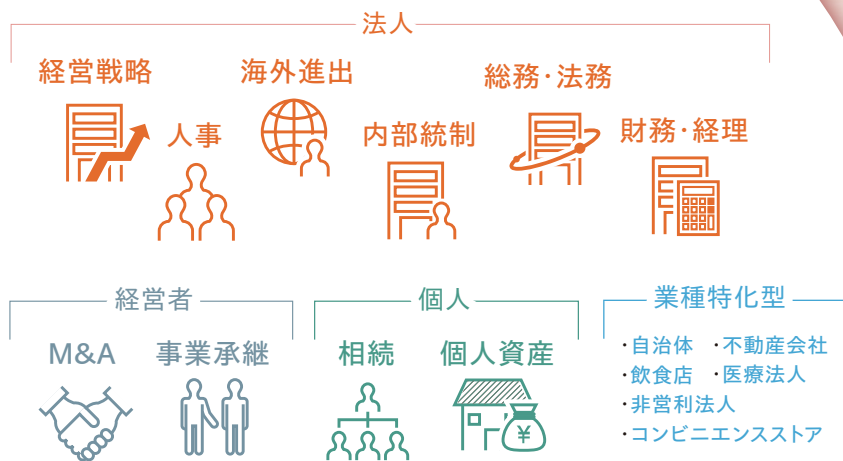 法人
経営戦略
人事
海外進出
内部統制
総務・法務
財務・経理
経営者
M&A
事業承継
個人
相続
個人資産
¥
業種特化型
・自治体 ・不動産会社
・飲食店 ・医療法人
・非営利法人
・コンビニエンスストア